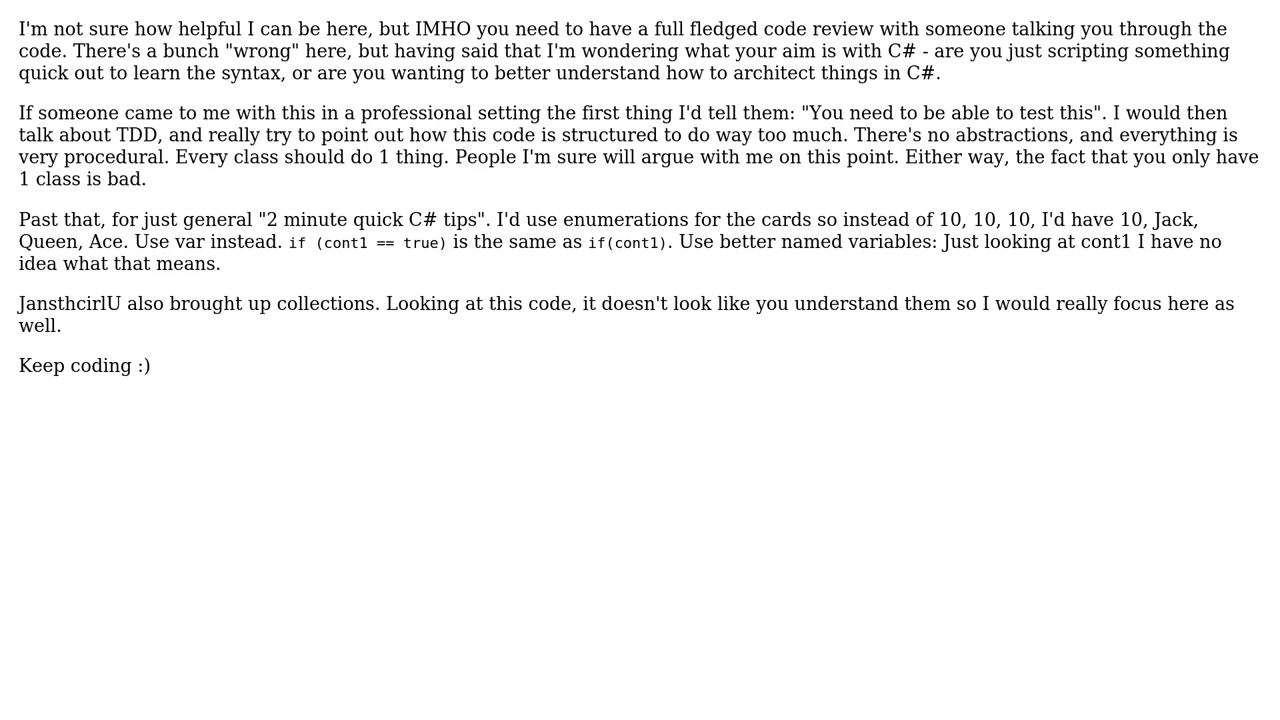 I'm not sure how helpful I can be here, but IMHO you need to have a full fledged code review with someone talking you through the
code. There's a bunch "wrong" here, but having said that I'm wondering what your aim is with C# - are you just scripting something
quick out to learn the syntax, or are you wanting to better understand how to architect things in C#.
If someone came to me with this in a professional setting the first thing I'd tell them: "You need to be able to test this". I would then
talk about TDD, and really try to point out how this code is structured to do way too much. There's no abstractions, and everything is
very procedural. Every class should do 1 thing. People I'm sure will argue with me on this point. Either way, the fact that you only have
1 class is bad.
Past that, for just general "2 minute quick C# tips". I'd use enumerations for the cards so instead of 10, 10, 10, I'd have 10, Jack,
Queen, Ace. Use var instead. if (cont1 == true) is the same as if(cont1). Use better named variables: Just looking at cont1 I have no
idea what that means.
JansthcirlU also brought up collections. Looking at this code, it doesn't look like you understand them so I would really focus here as
well.
Keep coding :)